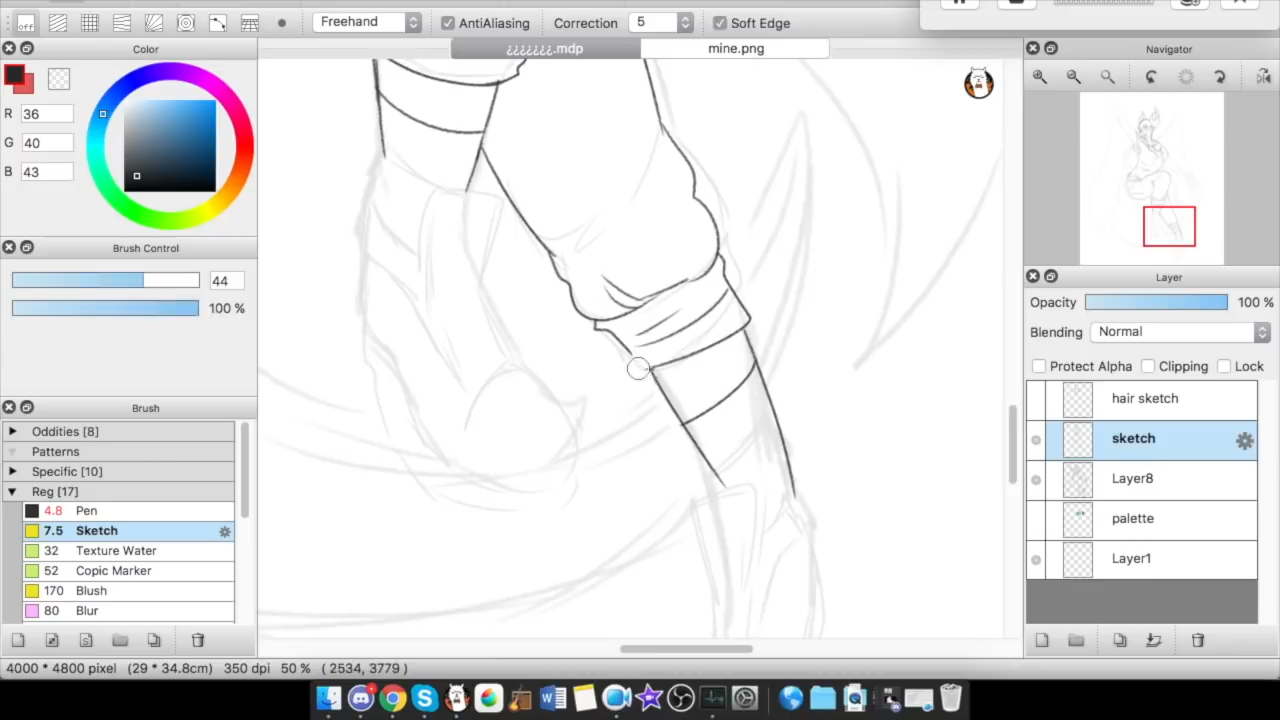 off
Freehand
AntiAliasing
Correction
5
Soft Edge
Color
¿¿¿¿¿¿¿.mdp
mine.png
Navigator
R 36
G 40
B 43
Brush Control
44
100 %
Layer
Opacity
100 %
Blending
Normal
Protect Alpha
Clipping
Lock
hair sketch
sketch
Layer8
palette
Layer1
Brush
Oddities [8]
Patterns
Specific [10]
Reg [17]
4.8 Pen
7.5 Sketch
32 Texture Water
52 Copic Marker
170 Blush
80 Blur
4000 * 4800 pixel (29 * 34.8cm) 350 dpi 50 % ( 2534, 3779 )